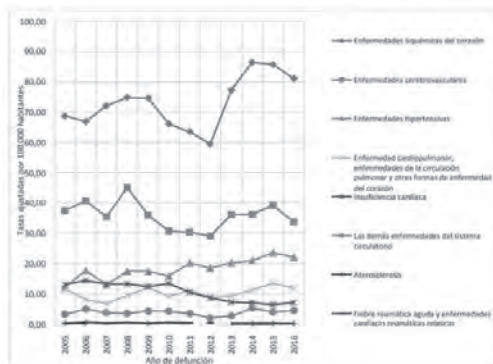 100,00
90,00
80,00
70,00
60,00
50,00
40,00
30,00
20,00
10,00
0,00
Tasas ajustadas por 100,000 habitantes
2005
2006
2007
2008
2009
2010
2011
2012
2013
2014
2015
2016
Año de defunción
Enfermedades isquémicas del corazón
Enfermedades cerebrovasculares
Enfermedades hipertensivas
Enfermedad cardiopulmonar,
enfermedades de la circulación
pulmonar y otras formas de enfermedad
del corazón
Insuficiencia cardíaca
Las demás enfermedades del sistema
circulatorio
Aterosclerosis
Fiebre reumática aguda y enfermedades
cardíacas reumáticas crónicas